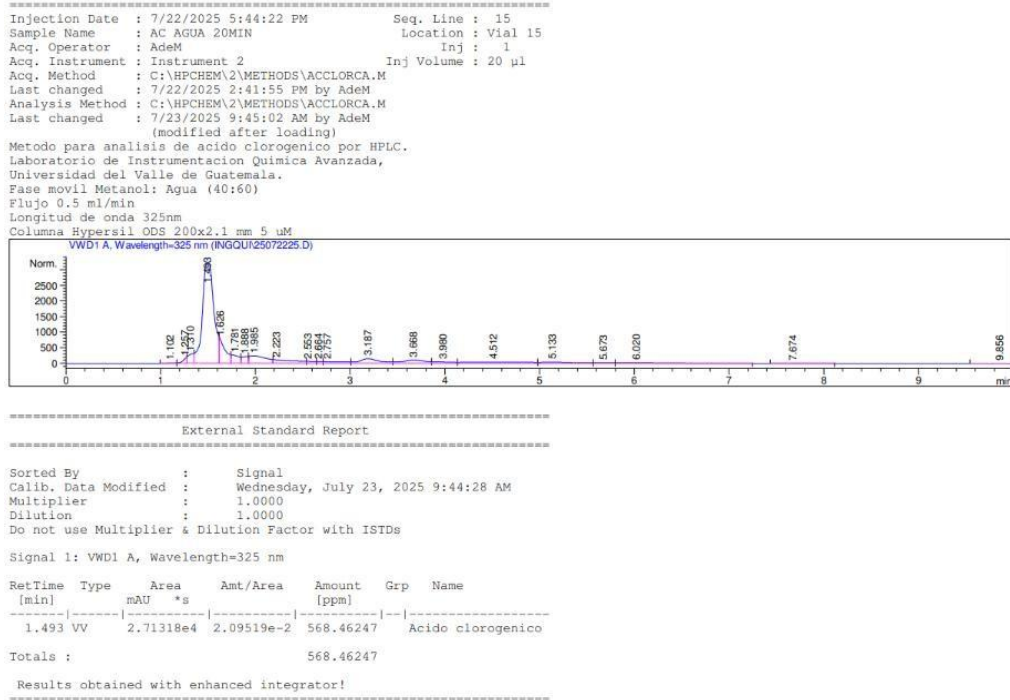 ==================================================================
Injection Date : 7/22/2025 5:44:22 PM Seq. Line : 15
Sample Name : AC AGUA 20MIN Location : Vial 15
Acq. Operator : AdeM Inj : 1
Acq. Instrument : Instrument 2 Inj Volume : 20 µl
Acq. Method : C:\HPCHEM\2\METHODS\ACCLORCA.M
Last changed : 7/22/2025 2:41:55 PM by AdeM
Analysis Method : C:\HPCHEM\2\METHODS\ACCLORCA.M
Last changed : 7/23/2025 9:45:02 AM by AdeM
(modified after loading)
Metodo para analisis de acido clorogenico por HPLC.
Laboratorio de Instrumentacion Quimica Avanzada,
Universidad del Valle de Guatemala.
Fase movil Metanol: Agua (40:60)
Flujo 0.5 ml/min
Longitud de onda 325nm
Columna Hypersil ODS 200x2.1 mm 5 uM
VWD1 A, Wavelength=325 nm (INGQUI\25072225.D)
Norm.
2500
2000
1500
1000
500
0
1.102
1.257
1.310
1.493
1.626
1.781
1.888
1.985
2.223
2.553
2.664
2.757
3.187
3.668
3.980
4.512
5.133
5.673
6.020
7.674
9.856
0 1 2 3 4 5 6 7 8 9 min
==================================================================
External Standard Report
==================================================================
Sorted By : Signal
Calib. Data Modified : Wednesday, July 23, 2025 9:44:28 AM
Multiplier : 1.0000
Dilution : 1.0000
Do not use Multiplier & Dilution Factor with ISTDs
Signal 1: VWD1 A, Wavelength=325 nm
RetTime Type Area Amt/Area Amount Grp Name
[min] mAU *s [ppm]
-------|------|----------|----------|----------|--|------------------
1.493 VV 2.71318e4 2.09519e-2 568.46247 Acido clorogenico
Totals : 568.46247
Results obtained with enhanced integrator!
==================================================================